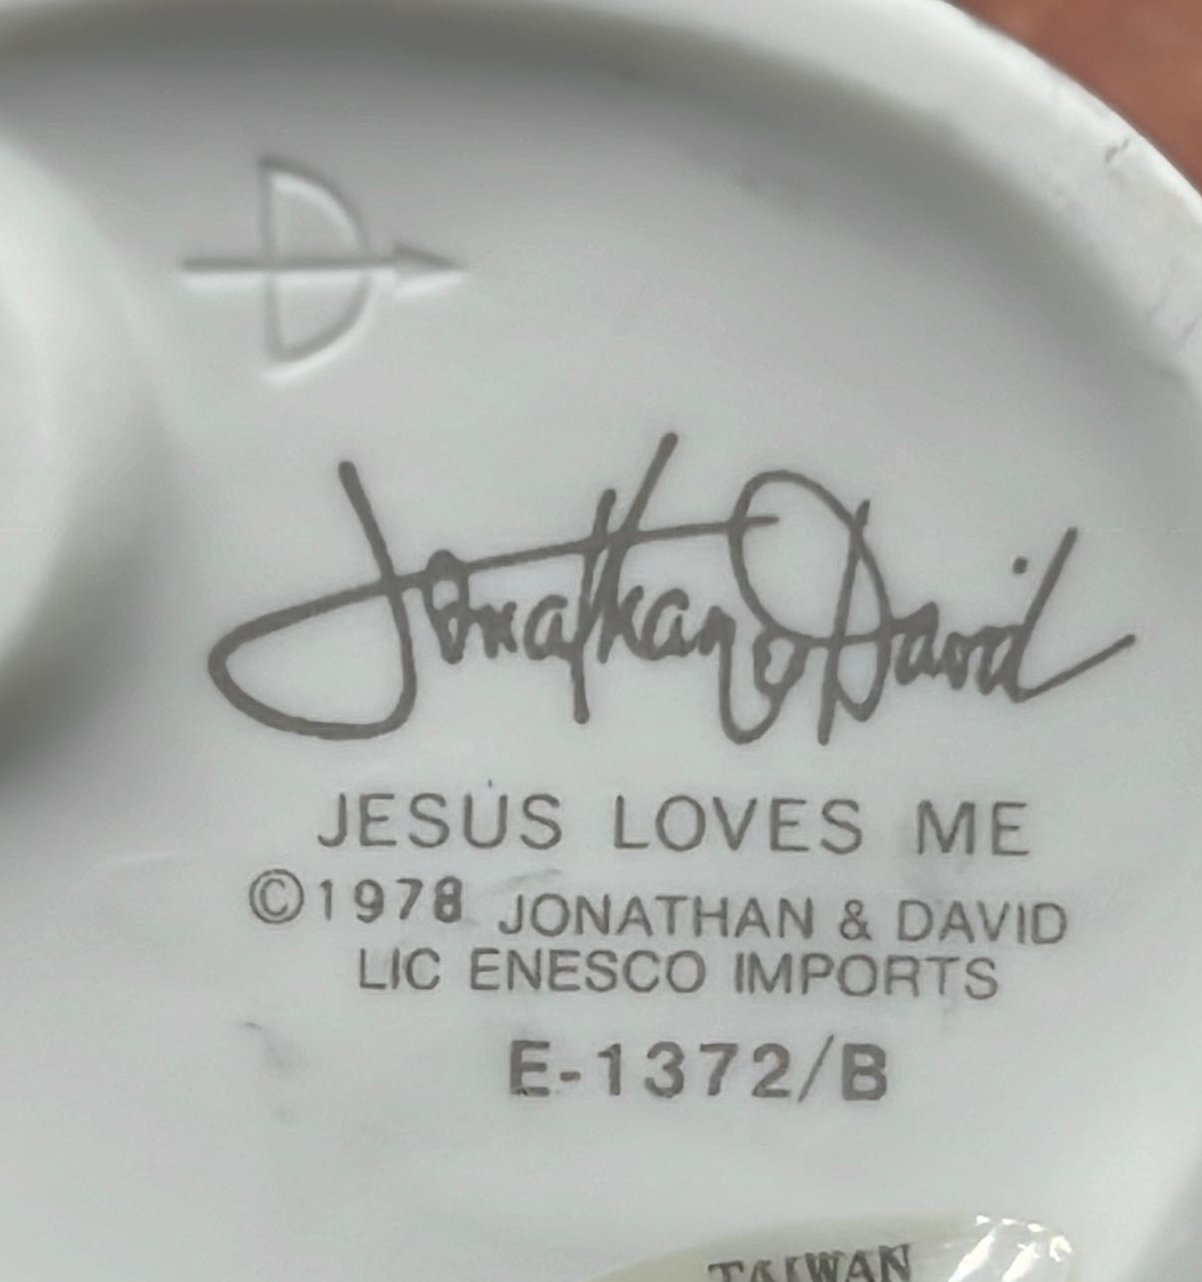 Jonathan & David
JESUS LOVES ME
©1978 JONATHAN & DAVID
LIC ENESCO IMPORTS
E-1372/B
TAIWAN